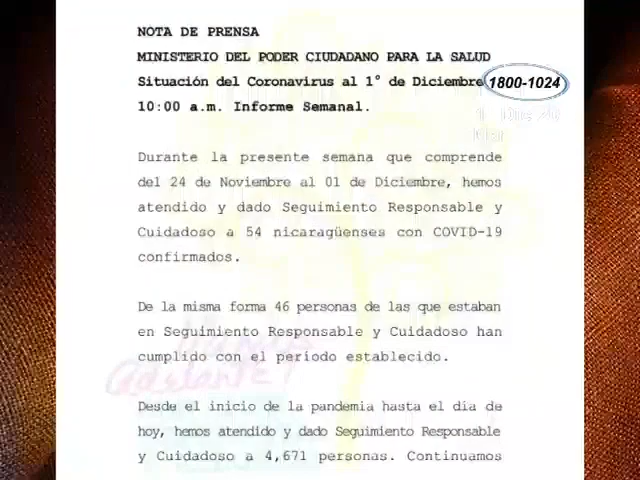 NOTA DE PRENSA
MINISTERIO DEL PODER CIUDADANO PARA LA SALUD
Situación del Coronavirus al 1° de Diciembre
1800-1024
10:00 a.m. Informe Semanal.
Durante la presente semana que comprende
del 24 de Noviembre al 01 de Diciembre, hemos
atendido y dado Seguimiento Responsable y
Cuidadoso a 54 nicaragüenses con COVID-19
confirmados.
De la misma forma 46 personas de las que estaban
en Seguimiento Responsable y Cuidadoso han
cumplido con el período establecido.
adelante!
Desde el inicio de la pandemia hasta el día de
hoy, hemos atendido y dado Seguimiento Responsable
y Cuidadoso a 4,671 personas. Continuamos